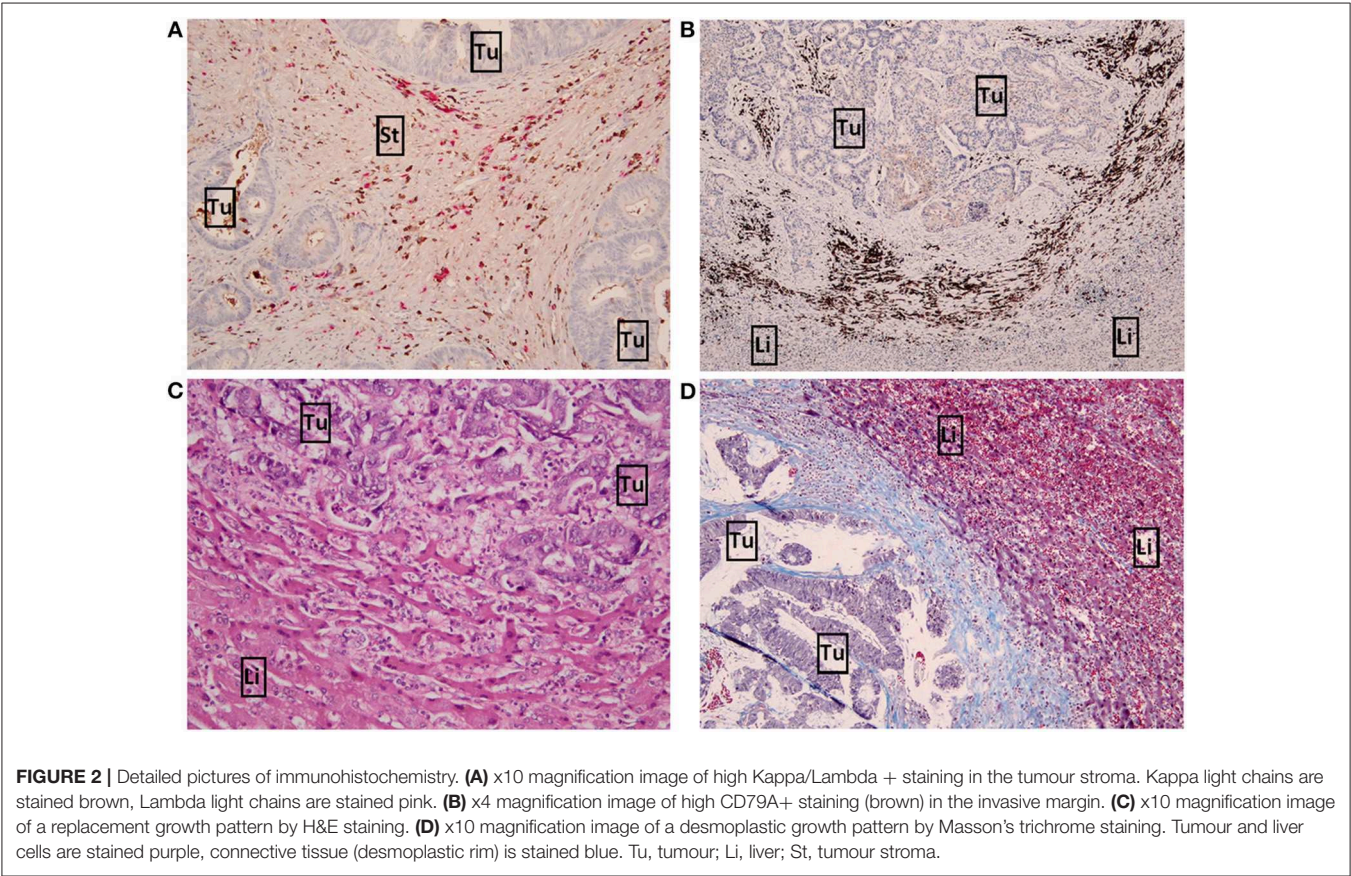 A
B
Tu
St
Tu
Tu
Tu
Tu
Li
Li
C
D
Tu
Tu
Li
Li
Li
Tu
Tu
FIGURE 2 | Detailed pictures of immunohistochemistry. (A) x10 magnification image of high Kappa/Lambda + staining in the tumour stroma. Kappa light chains are
stained brown, Lambda light chains are stained pink. (B) x4 magnification image of high CD79A+ staining (brown) in the invasive margin. (C) x10 magnification image
of a replacement growth pattern by H&E staining. (D) x10 magnification image of a desmoplastic growth pattern by Masson's trichrome staining. Tumour and liver
cells are stained purple, connective tissue (desmoplastic rim) is stained blue. Tu, tumour; Li, liver; St, tumour stroma.